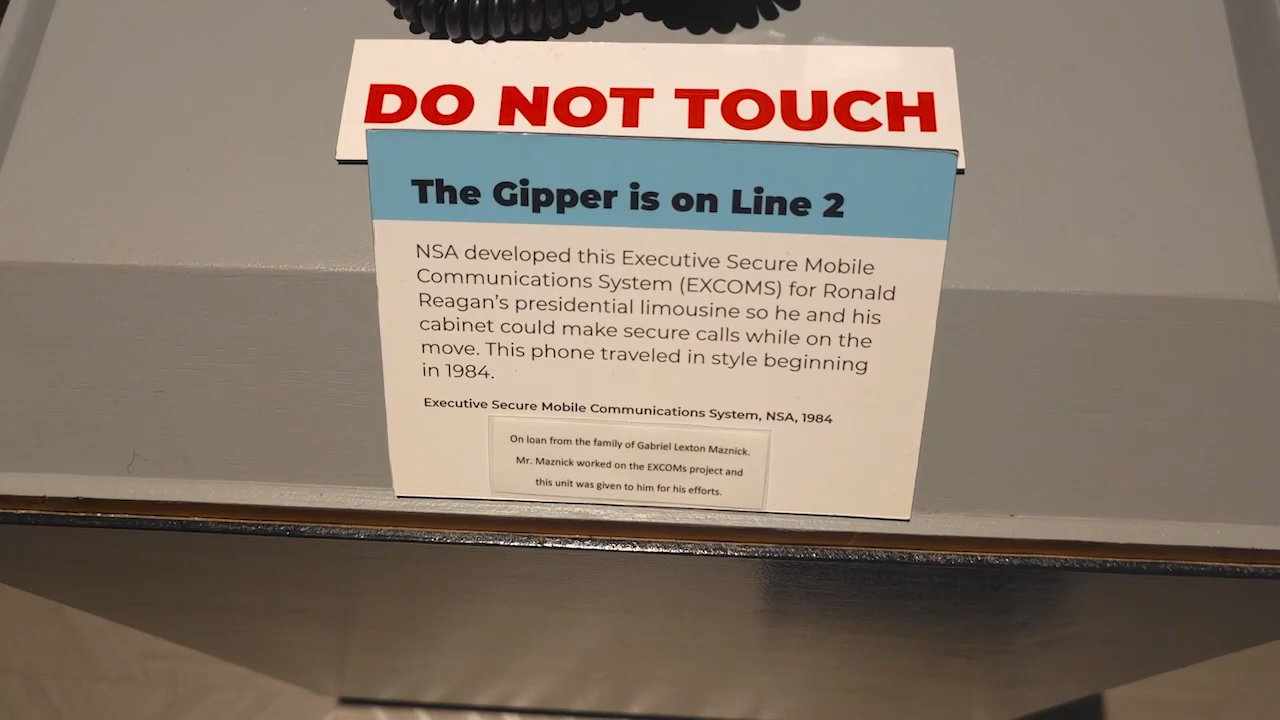 DO NOT TOUCH
The Gipper is on Line 2
NSA developed this Executive Secure Mobile
Communications System (EXCOMS) for Ronald
Reagan's presidential limousine so he and his
cabinet could make secure calls while on the
move. This phone traveled in style beginning
in 1984.
Executive Secure Mobile Communications System, NSA, 1984
On loan from the family of Gabriel Lexton Maznick.
Mr. Maznick worked on the EXCOMs project and
this unit was given to him for his efforts.